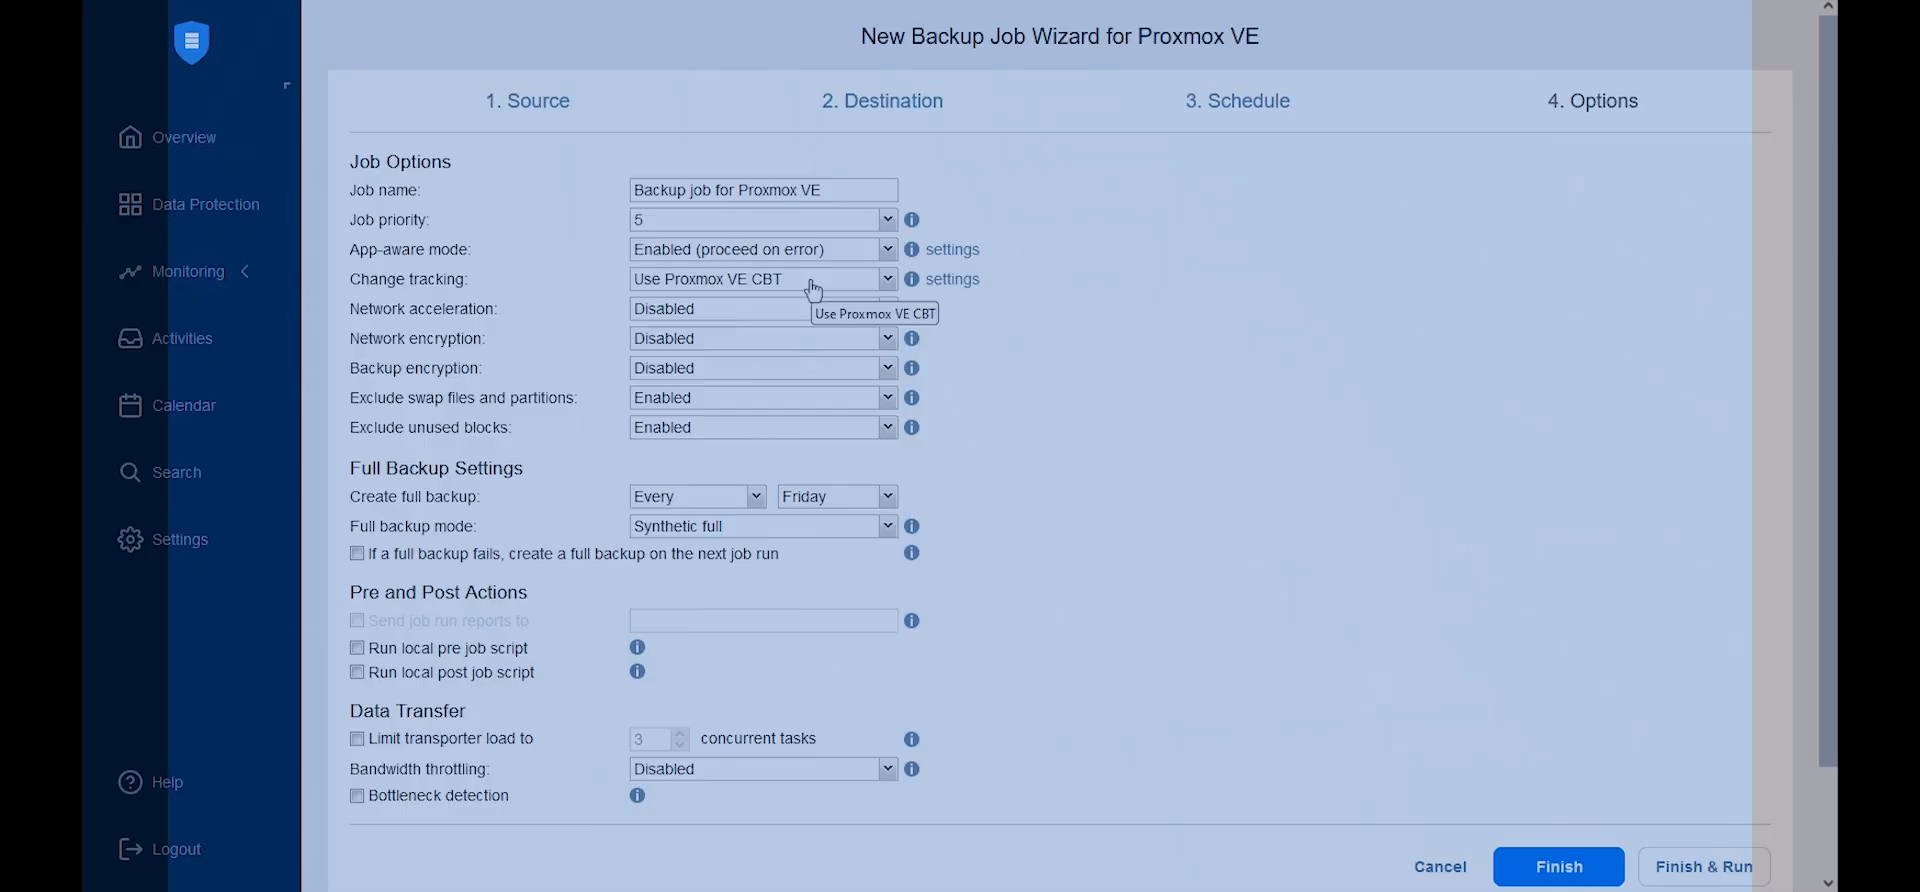 New Backup Job Wizard for Proxmox VE
1. Source
2. Destination
3. Schedule
4. Options
Overview
Data Protection
Monitoring
Activities
Calendar
Search
Settings
Help
Logout
Job Options
Job name: Backup job for Proxmox VE
Job priority: 5
App-aware mode: Enabled (proceed on error) settings
Change tracking: Use Proxmox VE CBT settings
Network acceleration: Disabled
Use Proxmox VE CBT
Network encryption: Disabled
Backup encryption: Disabled
Exclude swap files and partitions: Enabled
Exclude unused blocks: Enabled
Full Backup Settings
Create full backup: Every Friday
Full backup mode: Synthetic full
If a full backup fails, create a full backup on the next job run
Pre and Post Actions
Send job run reports to
Run local pre job script
Run local post job script
Data Transfer
Limit transporter load to 3 concurrent tasks
Bandwidth throttling: Disabled
Bottleneck detection
Cancel
Finish
Finish & Run